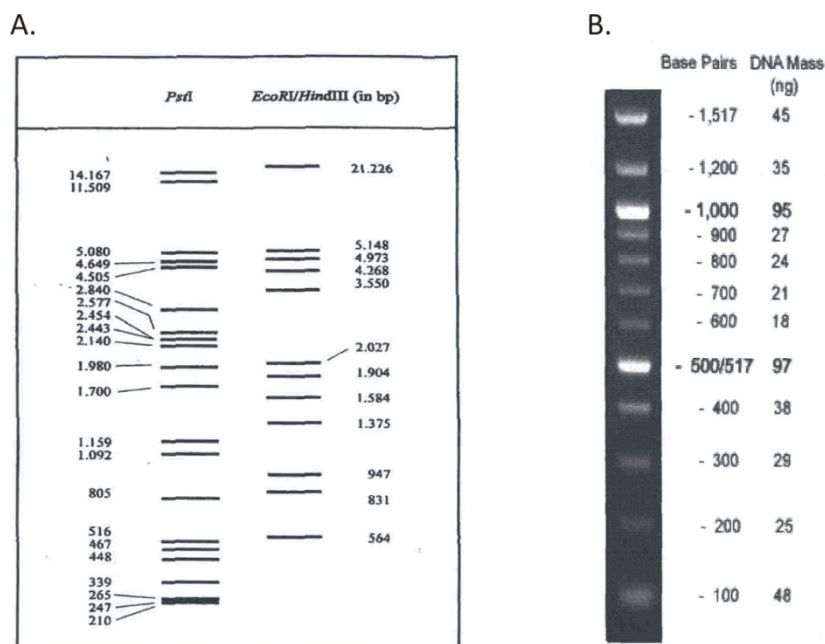 A.
PstI EcoRI/HindIII (in bp)
14.167
11.509
5.080
4.649
4.505
2.840
2.577
2.454
2.443
2.140
1.980
1.700
1.159
1.092
805
516
467
448
339
265
247
210
21.226
5.148
4.973
4.268
3.550
2.027
1.904
1.584
1.375
947
831
564
B.
Base Pairs DNA Mass
(ng)
- 1,517 45
- 1,200 35
- 1,000 95
- 900 27
- 800 24
- 700 21
- 600 18
- 500/517 97
- 400 38
- 300 29
- 200 25
- 100 48